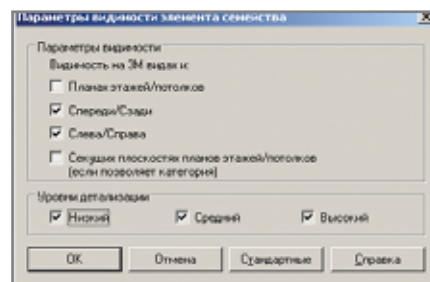 Параметры видимости элемента семейства
Параметры видимости
Видимость на 3М видах и:
Планах этажей/потолков
Спереди/Сзади
Слева/Справа
Секущих плоскостях планов этажей/потолков
(если позволяет категория)
Уровни детализации
Низкий Средний Высокий
OK Отмена Стандартные Справка